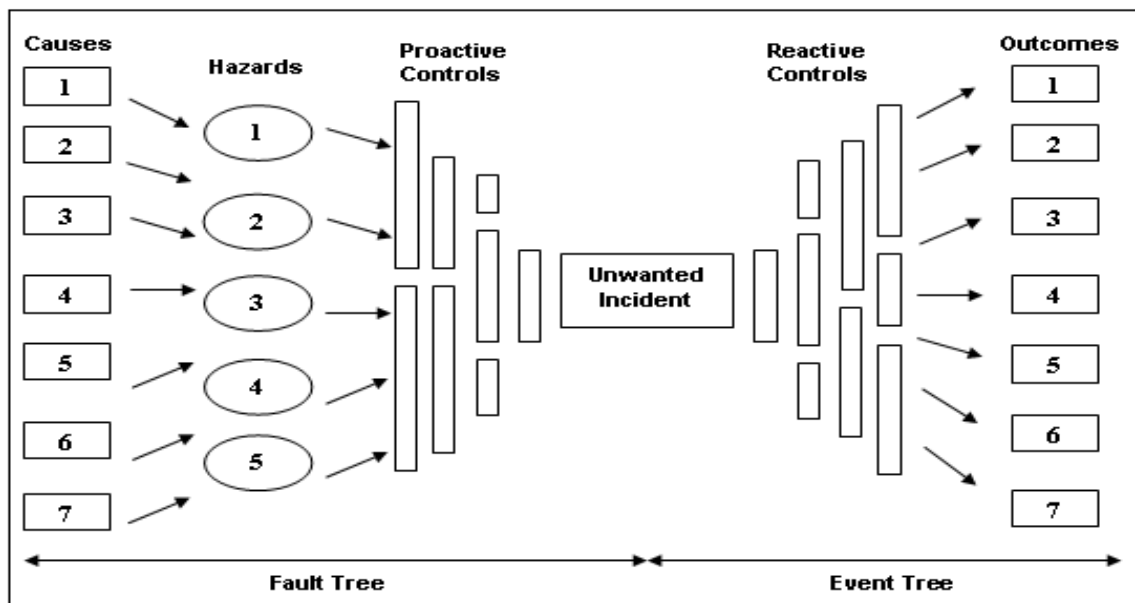 Causes
1
2
3
4
5
6
7
Hazards
1
2
3
4
5
Proactive
Controls
Unwanted
Incident
Reactive
Controls
Outcomes
1
2
3
4
5
6
7
Fault Tree
Event Tree